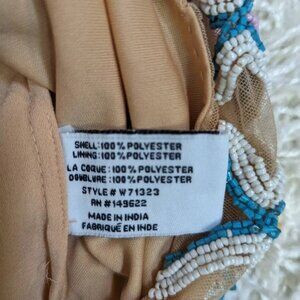 SHELL: 100% POLYESTER
LINING: 100% POLYESTER
LA COQUE: 100% POLYESTER
DOUBLURE: 100% POLYESTER
STYLE# W71323
RN #149622
MADE IN INDIA
FABRIQUÉ EN INDE